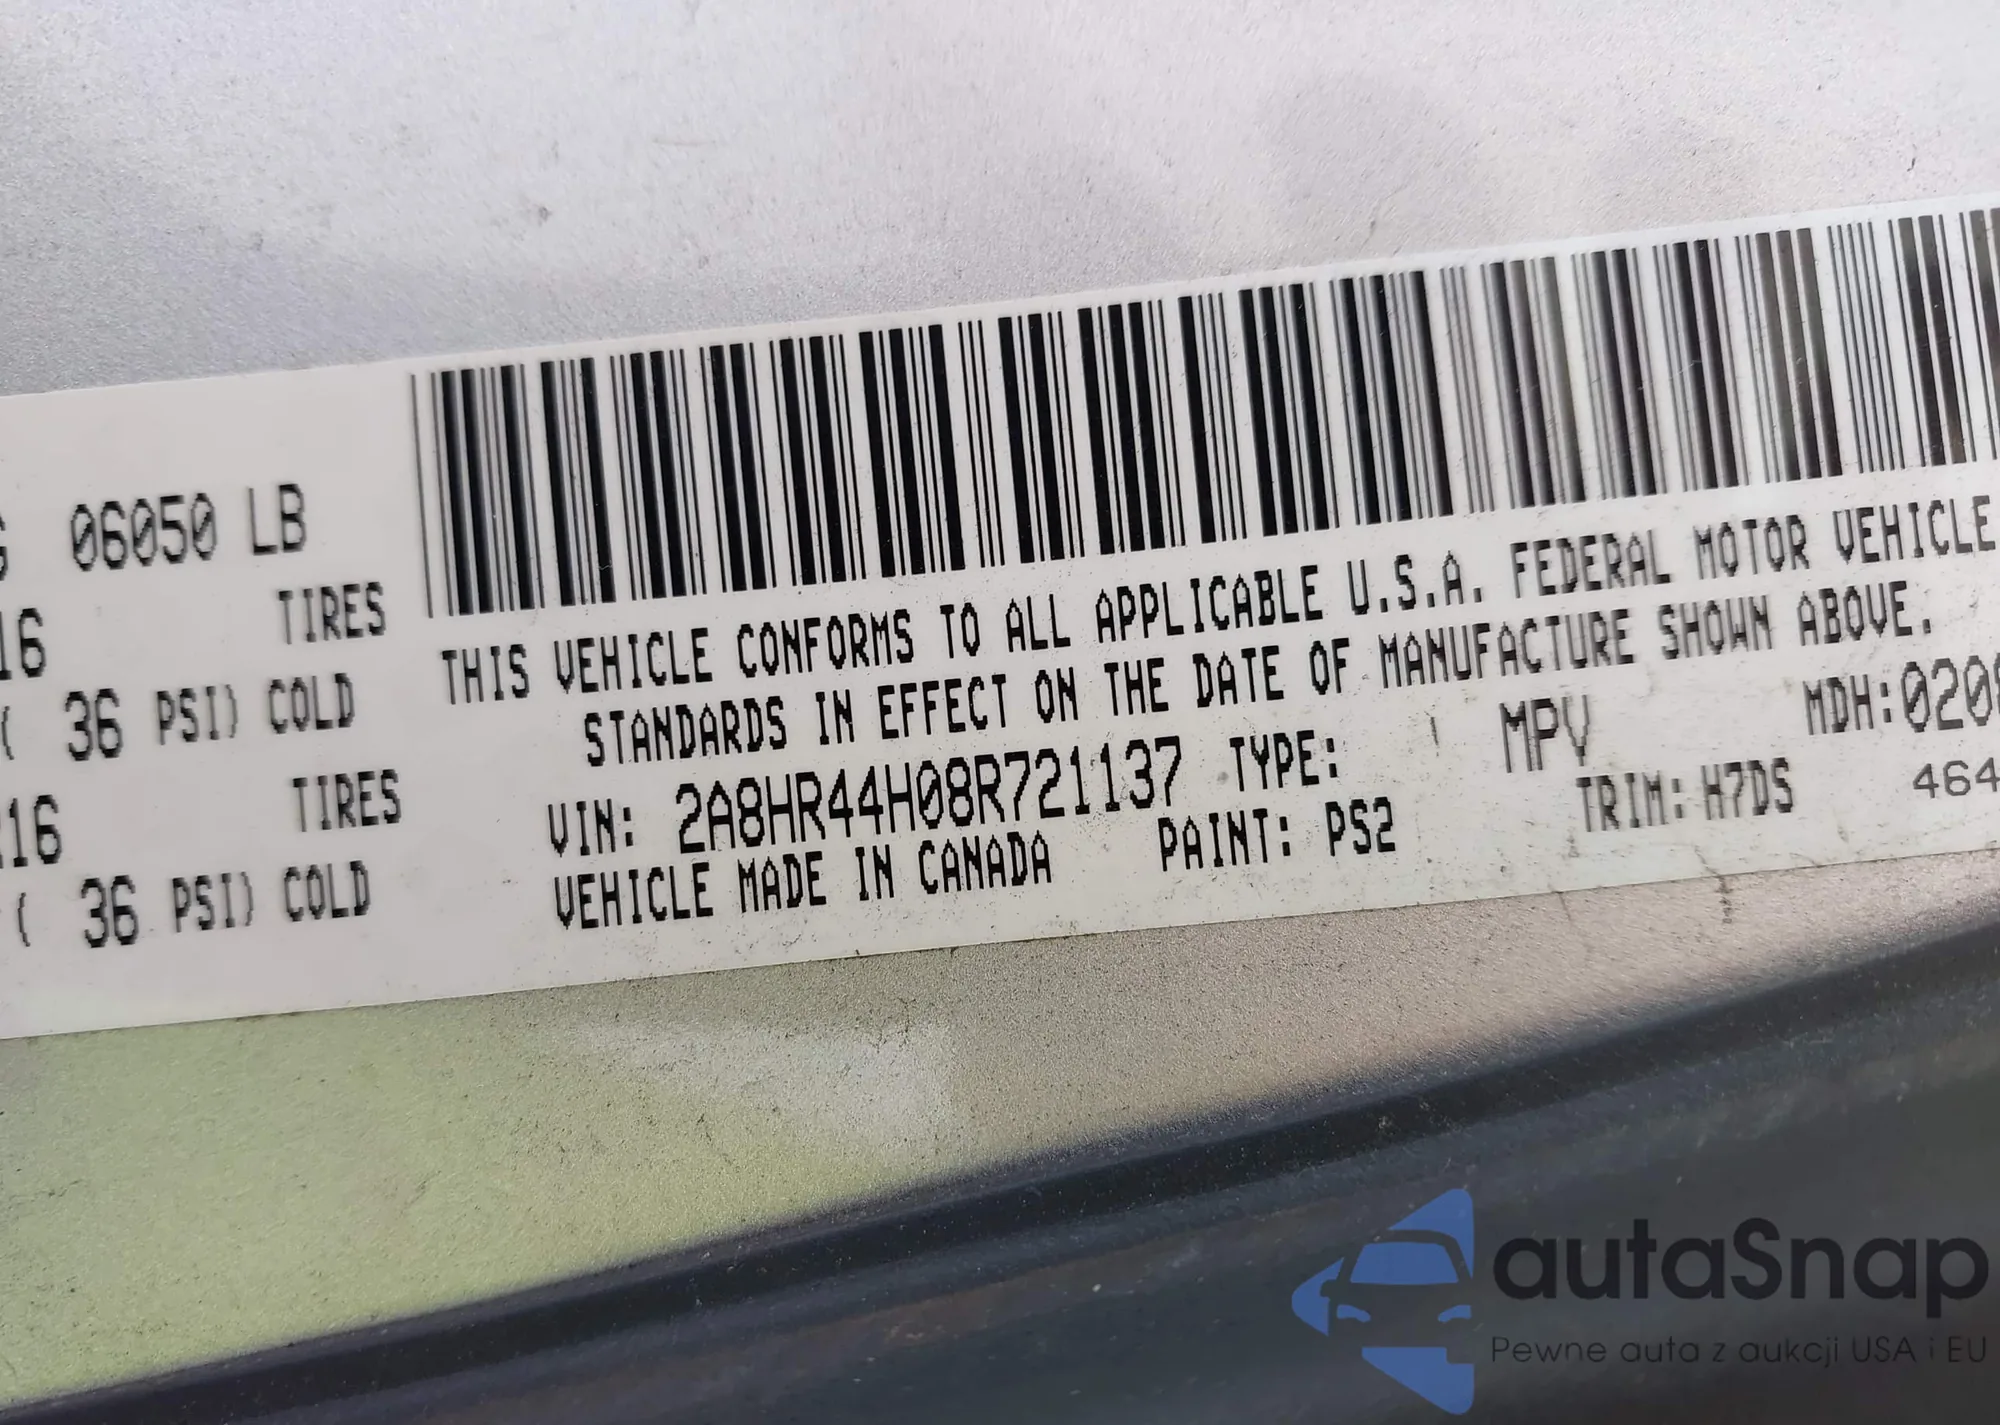 06050 LB
16 TIRES
( 36 PSI) COLD
16 TIRES
( 36 PSI) COLD
THIS VEHICLE CONFORMS TO ALL APPLICABLE U.S.A. FEDERAL MOTOR VEHICLE
STANDARDS IN EFFECT ON THE DATE OF MANUFACTURE SHOWN ABOVE.
VIN: 2A8HR44H08R721137 TYPE: MPV MDH:020
VEHICLE MADE IN CANADA PAINT: PS2 TRIM: H7DS 464
autaSnap
Pewne auta z aukcji USA i EU